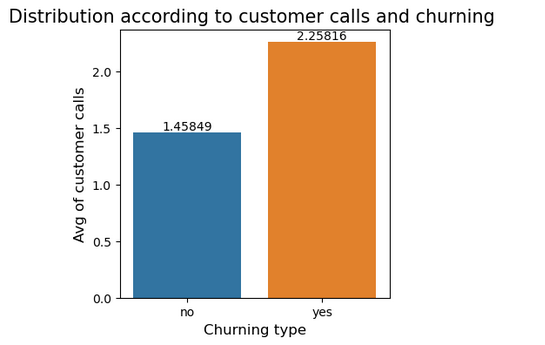 Distribution according to customer calls and churning
2.25816
2.0
1.45849
1.5
Avg of customer calls
1.0
0.5
0.0
no
yes
Churning type